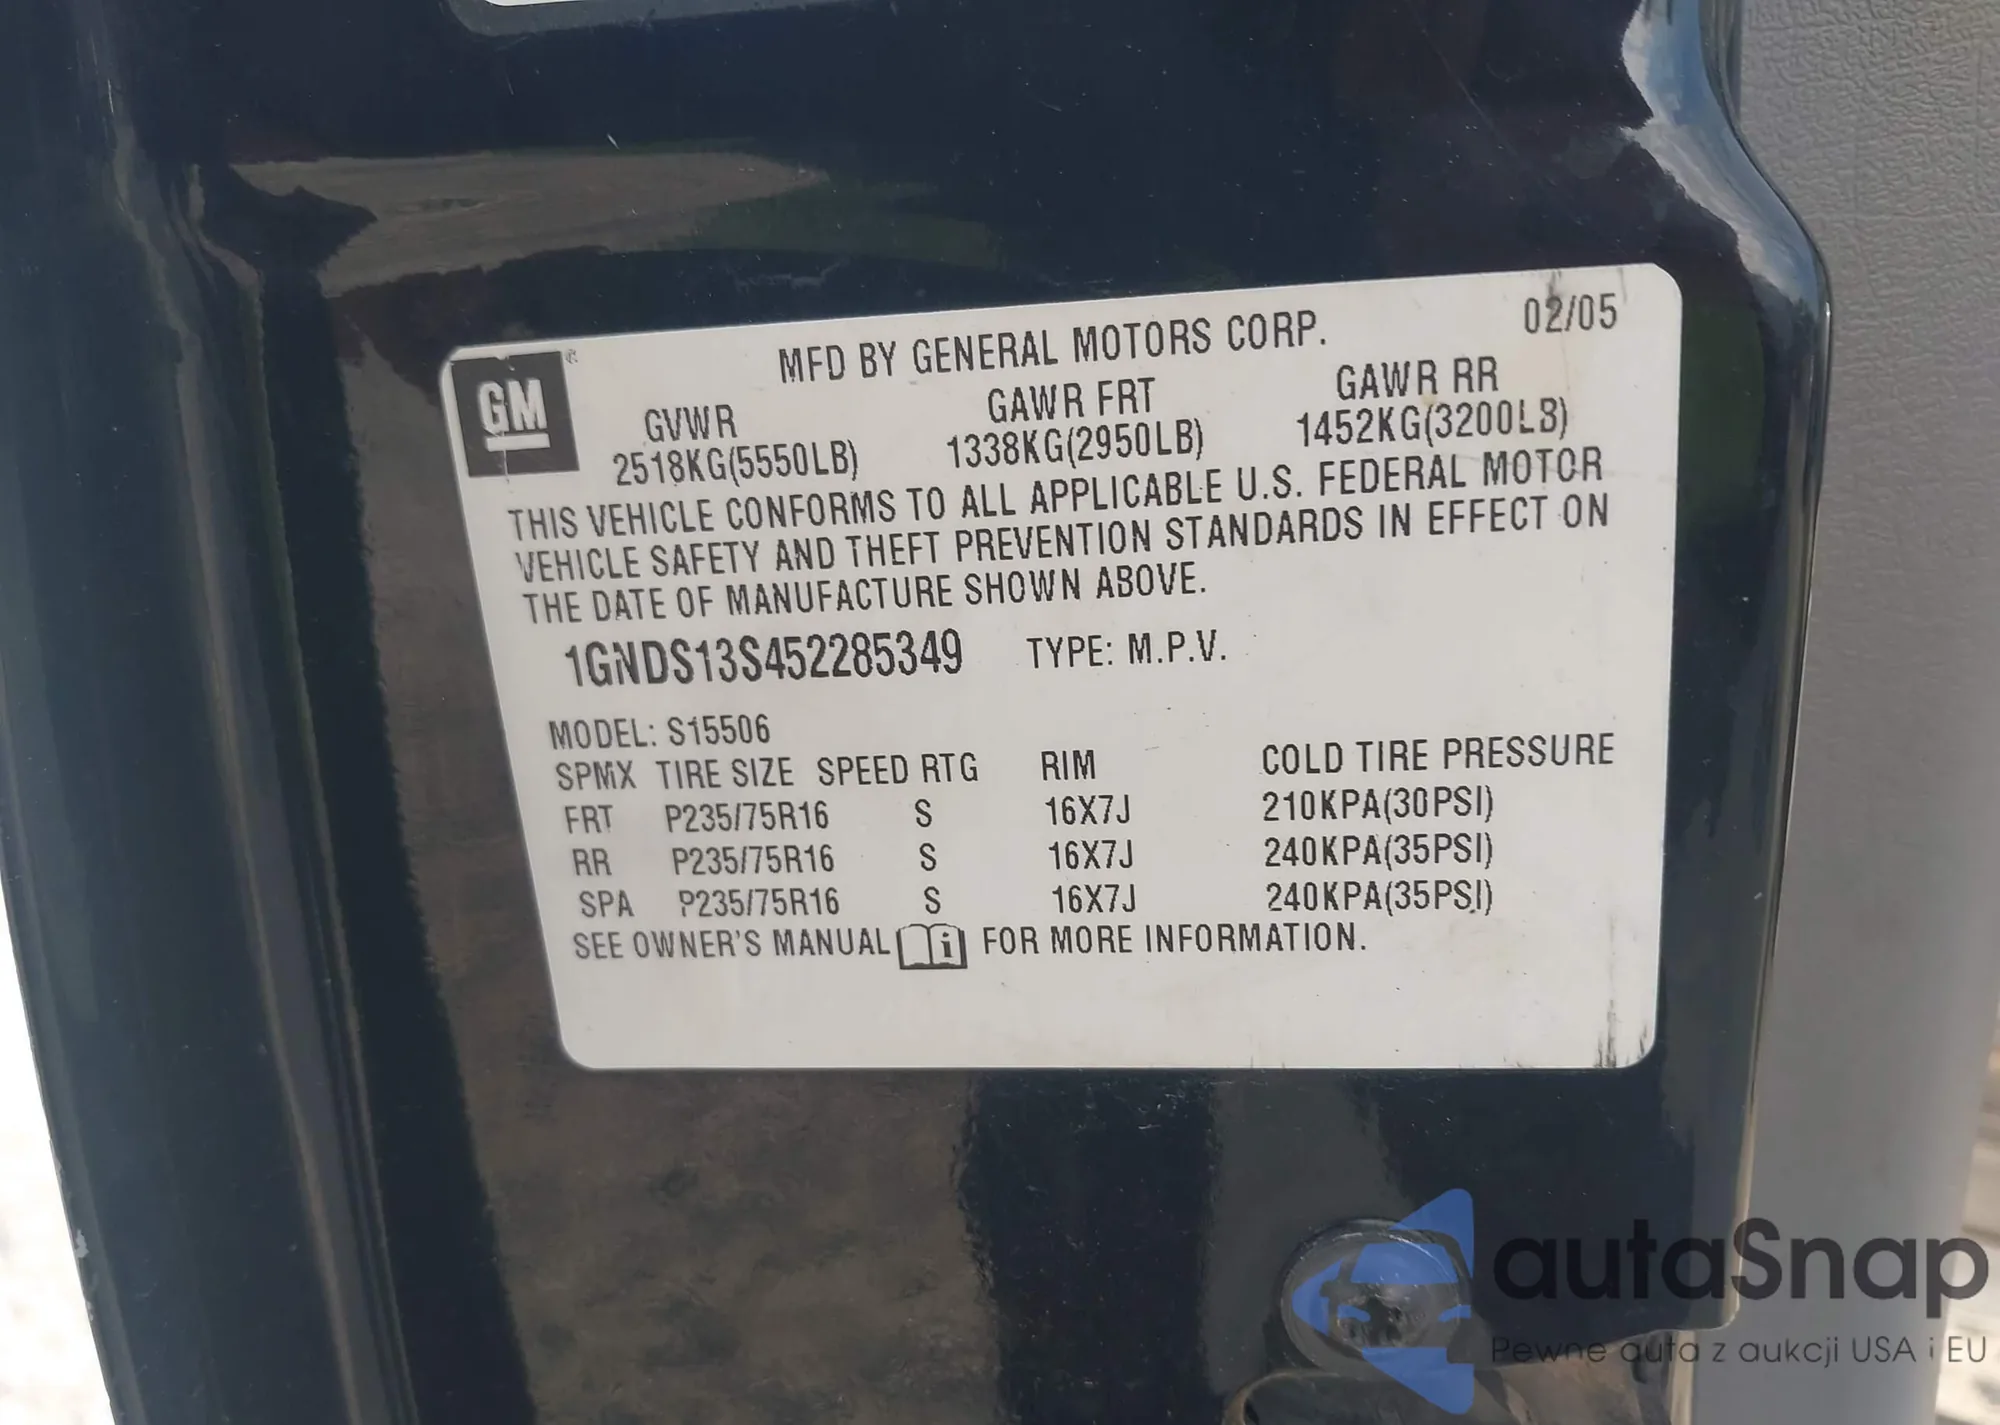 GM ®
MFD BY GENERAL MOTORS CORP. 02/05
GVWR GAWR FRT GAWR RR
2518KG(5550LB) 1338KG(2950LB) 1452KG(3200LB)
THIS VEHICLE CONFORMS TO ALL APPLICABLE U.S. FEDERAL MOTOR
VEHICLE SAFETY AND THEFT PREVENTION STANDARDS IN EFFECT ON
THE DATE OF MANUFACTURE SHOWN ABOVE.
1GNDS13S452285349 TYPE: M.P.V.
MODEL: S15506
SPMX TIRE SIZE SPEED RTG RIM COLD TIRE PRESSURE
FRT P235/75R16 S 16X7J 210KPA(30PSI)
RR P235/75R16 S 16X7J 240KPA(35PSI)
SPA P235/75R16 S 16X7J 240KPA(35PSI)
SEE OWNER'S MANUAL i FOR MORE INFORMATION.
autaSnap
Pewne auta z aukcji USA i EU